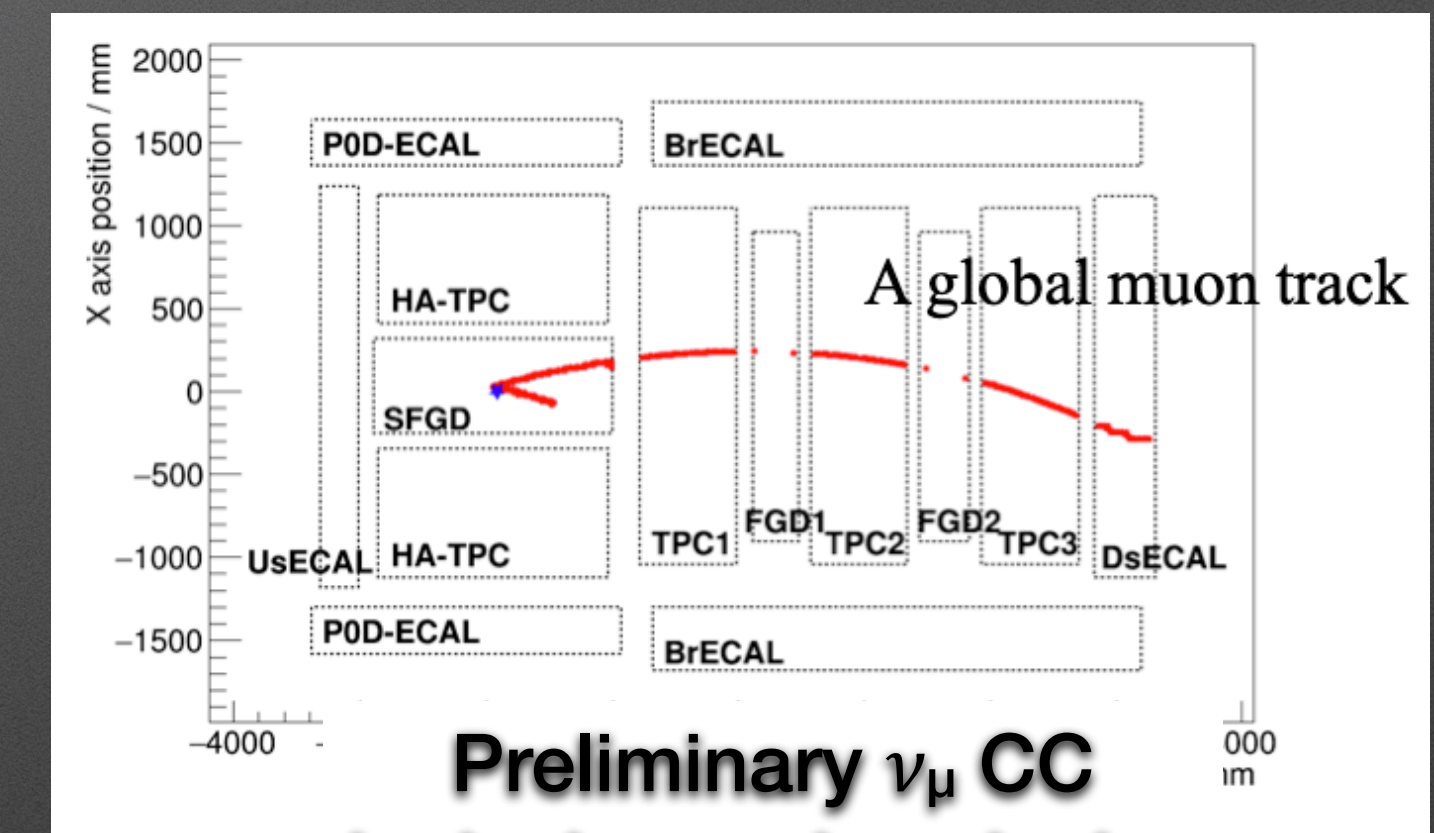 X axis position / mm
2000
1500
1000
500
0
−500
−1000
−1500
P0D-ECAL
BrECAL
HA-TPC
A global muon track
SFGD
UsECAL
HA-TPC
TPC1
FGD1
TPC2
FGD2
TPC3
DsECAL
P0D-ECAL
BrECAL
−4000
000
Preliminary νμ CC